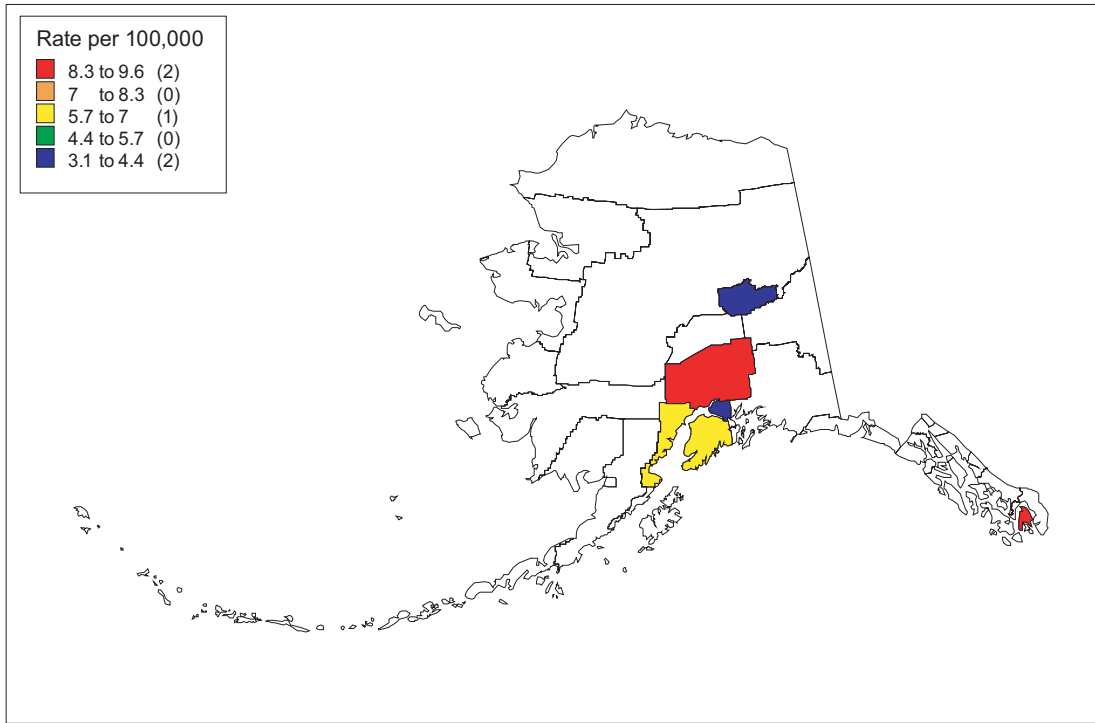 Rate per 100,000
8.3 to 9.6 (2)
7 to 8.3 (0)
5.7 to 7 (1)
4.4 to 5.7 (0)
3.1 to 4.4 (2)